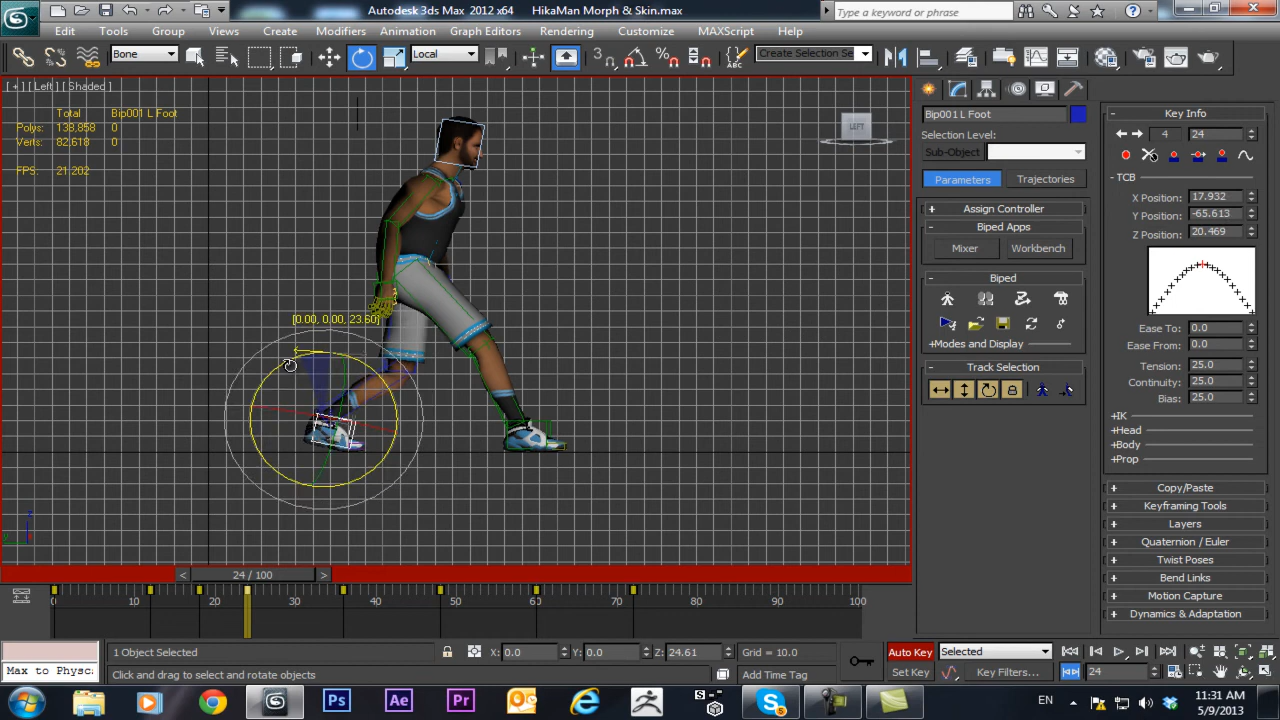 Autodesk 3ds Max 2012 x64 HikaMan Morph & Skin.max
Type a keyword or phrase
Edit Tools Group Views Create Modifiers Animation Graph Editors Rendering Customize MAXScript Help
Bone
Local
3
Create Selection Se
ABC
[ + ] [ Left ] [ Shaded ]
Total Bip001 L Foot
Polys: 138,858 0
Verts: 82,618 0
FPS: 21.202
LEFT
[0.00, 0.00, 23.60]
Bip001 L Foot
Selection Level:
Sub-Object
Parameters Trajectories
+ Assign Controller
- Biped Apps
Mixer Workbench
- Biped
+Modes and Display
- Track Selection
- Key Info
4 24
-TCB
X Position: 17.932
Y Position: -65.613
Z Position: 20.469
Ease To: 0.0
Ease From: 0.0
Tension: 25.0
Continuity: 25.0
Bias: 25.0
+IK
+Head
+Body
+Prop
+ Copy/Paste
+ Keyframing Tools
+ Layers
+ Quaternion / Euler
+ Twist Poses
+ Bend Links
+ Motion Capture
+ Dynamics & Adaptation
< 24 / 100 >
0 10 20 30 40 50 60 70 80 90 100
1 Object Selected
X: 0.0 Y: 0.0 Z: 24.61 Grid = 10.0
Auto Key Selected
Max to Physc
Click and drag to select and rotate objects
Add Time Tag
Set Key Key Filters...
24
Ps Ae Pr
EN
11:31 AM
5/9/2013